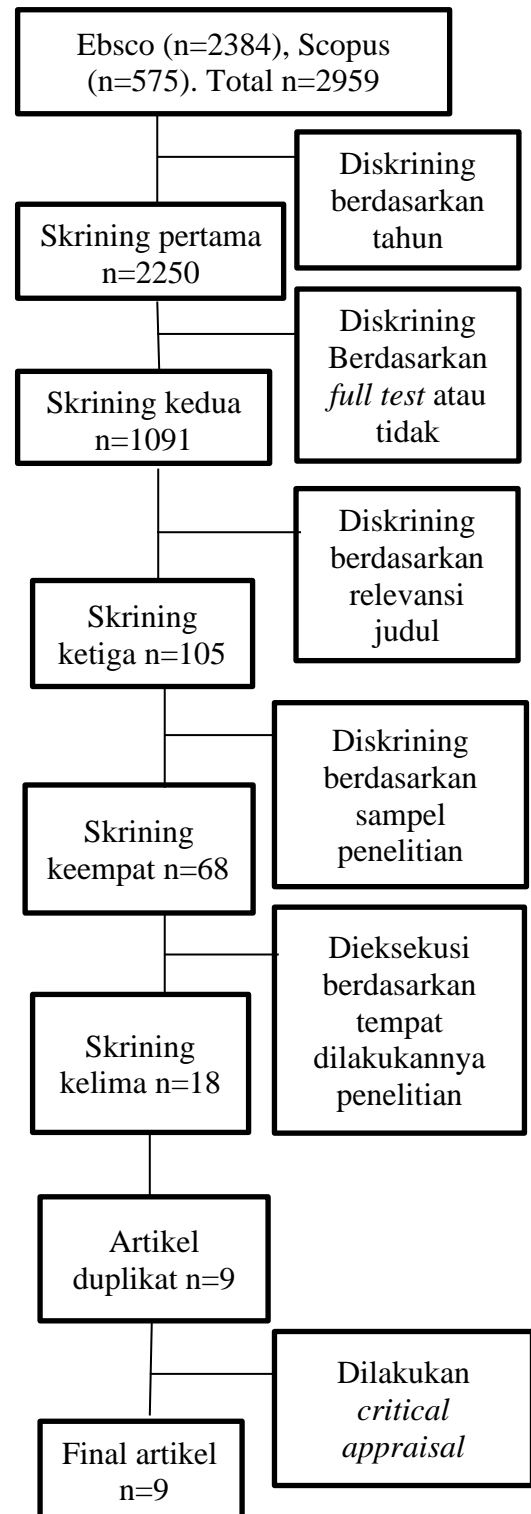 Ebsco (n=2384), Scopus
(n=575). Total n=2959
Diskrining
berdasarkan
tahun
Skrining pertama
n=2250
Diskrining
Berdasarkan
full test atau
tidak
Skrining kedua
n=1091
Diskrining
berdasarkan
relevansi
judul
Skrining
ketiga n=105
Diskrining
berdasarkan
sampel
penelitian
Skrining
keempat n=68
Dieksekusi
berdasarkan
tempat
dilakukannya
penelitian
Skrining
kelima n=18
Artikel
duplikat n=9
Dilakukan
critical
appraisal
Final artikel
n=9